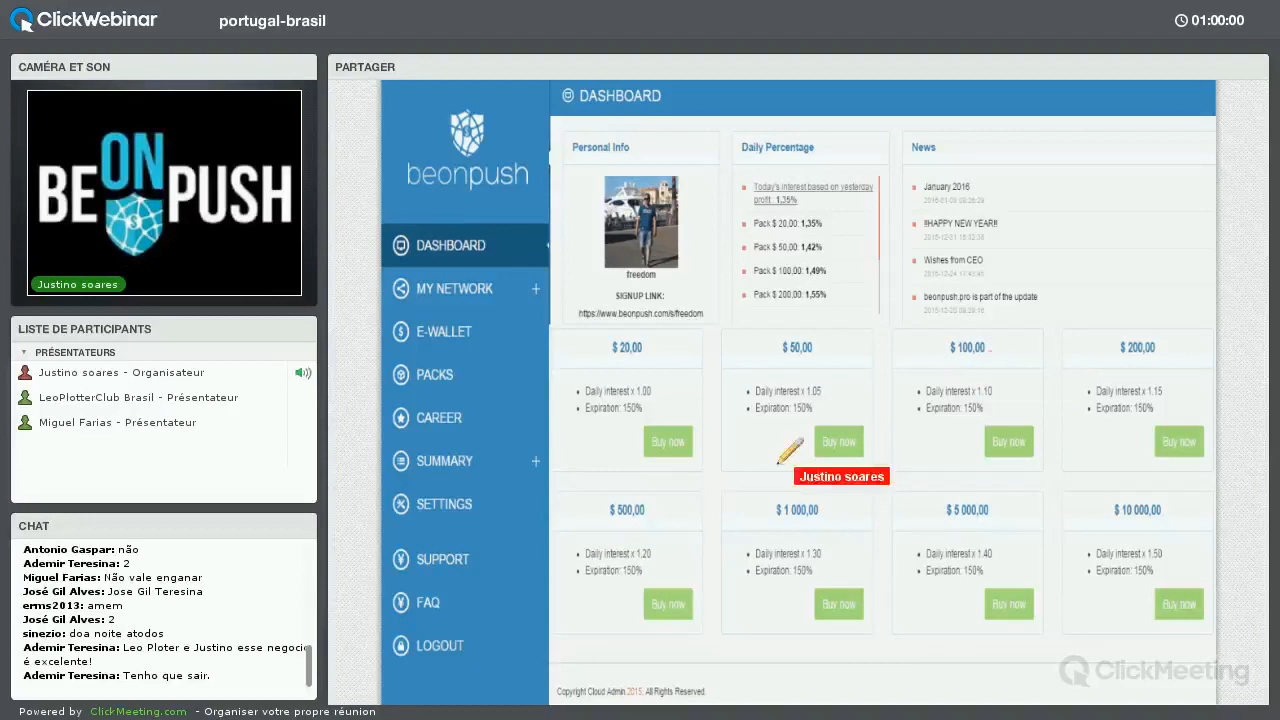 ClickWebinar
portugal-brasil
01:00:00
CAMÉRA ET SON
BE ON PUSH
Justino soares
LISTE DE PARTICIPANTS
PRÉSENTATEURS
Justino soares - Organisateur
LeoPlotterClub Brasil - Présentateur
Miguel Farias - Présentateur
CHAT
Antonio Gaspar: não
Ademir Teresina: 2
Miguel Farias: Não vale enganar
José Gil Alves: Jose Gil Teresina
erms2013: amem
José Gil Alves: 2
sinezio: doa noite atodos
Ademir Teresina: Leo Ploter e Justino esse negocio
é excelente!
Ademir Teresina: Tenho que sair.
Powered by ClickMeeting.com - Organiser votre propre réunion
PARTAGER
beonpush
DASHBOARD
MY NETWORK +
E-WALLET
PACKS
CAREER
SUMMARY +
SETTINGS
SUPPORT
FAQ
LOGOUT
DASHBOARD
Personal Info
freedom
SIGNUP LINK:
https://www.beonpush.com/s/freedom
Daily Percentage
Today's interest based on yesterday
profit: 1,35%
Pack $ 20,00: 1,35%
Pack $ 50,00: 1,42%
Pack $ 100,00: 1,49%
Pack $ 200,00: 1,55%
News
January 2016
!!HAPPY NEW YEAR!!
Wishes from CEO
beonpush.pro is part of the update
$ 20,00
Daily interest x 1.00
Expiration: 150%
Buy now
$ 50,00
Daily interest x 1.05
Expiration: 150%
Buy now
Justino soares
$ 100,00
Daily interest x 1.10
Expiration: 150%
Buy now
$ 200,00
Daily interest x 1.15
Expiration: 150%
Buy now
$ 500,00
Daily interest x 1.20
Expiration: 150%
Buy now
$ 1 000,00
Daily interest x 1.30
Expiration: 150%
Buy now
$ 5 000,00
Daily interest x 1.40
Expiration: 150%
Buy now
$ 10 000,00
Daily interest x 1.50
Expiration: 150%
Buy now
Copyright Cloud Admin 2015. All Rights Reserved.
ClickMeeting